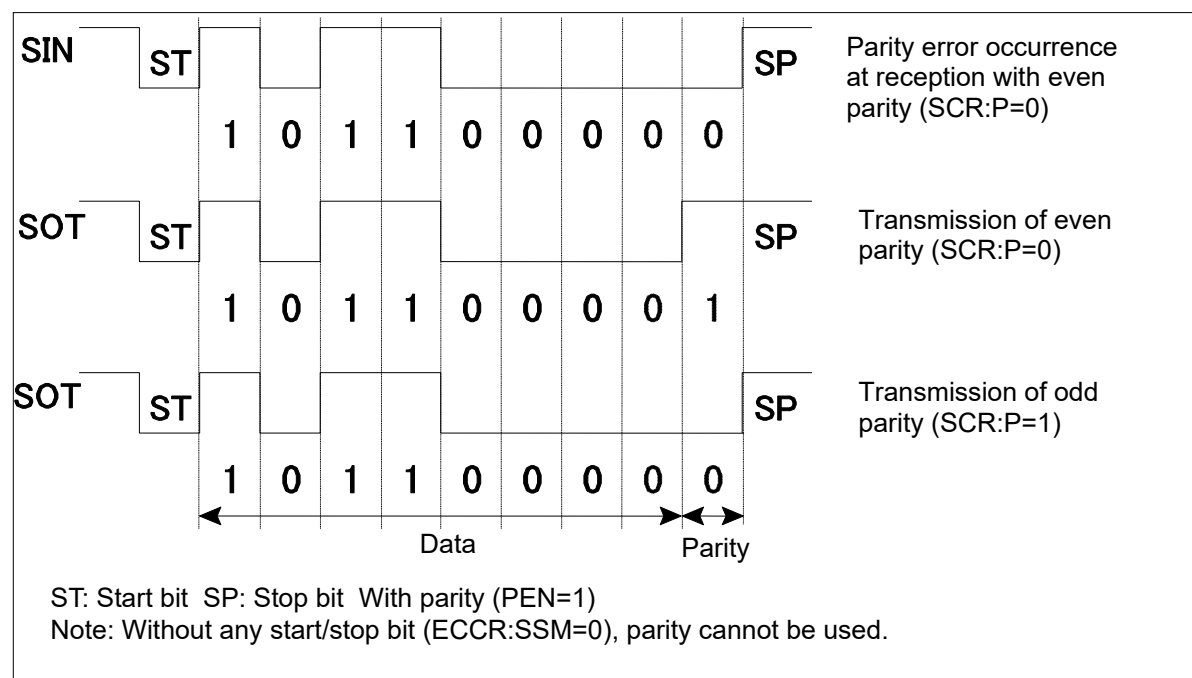 SIN ST SP Parity error occurrence
at reception with even
parity (SCR:P=0)
1 0 1 1 0 0 0 0 0
SOT ST SP Transmission of even
parity (SCR:P=0)
1 0 1 1 0 0 0 0 1
SOT ST SP Transmission of odd
parity (SCR:P=1)
1 0 1 1 0 0 0 0 0
Data Parity
ST: Start bit SP: Stop bit With parity (PEN=1)
Note: Without any start/stop bit (ECCR:SSM=0), parity cannot be used.